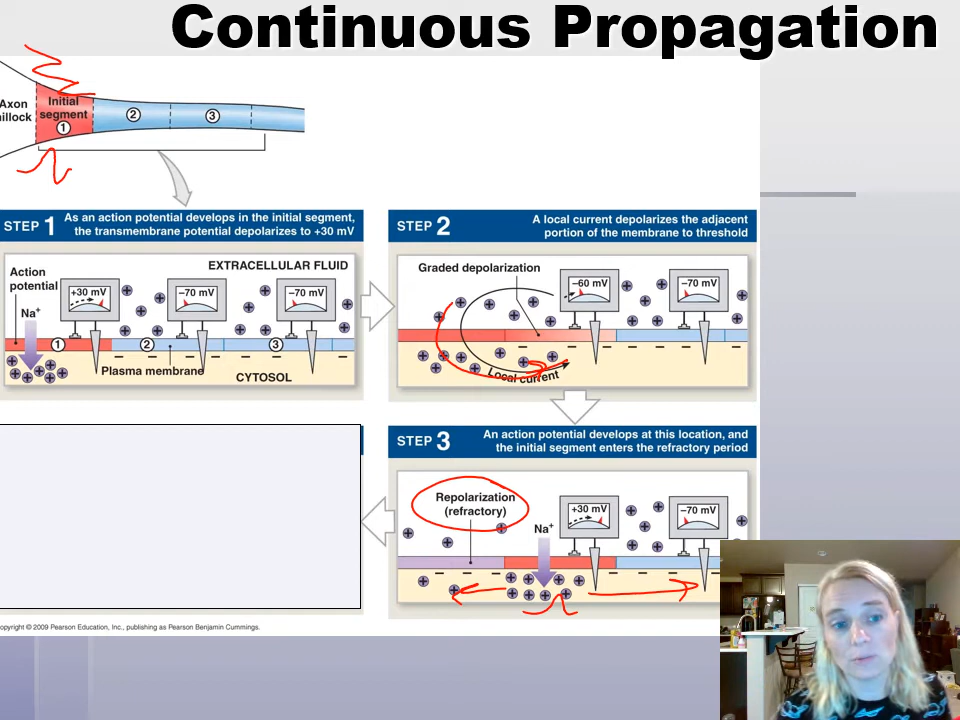 Continuous Propagation
Axon
hillock
Initial
segment
1
2
3
STEP 1 As an action potential develops in the initial segment,
the transmembrane potential depolarizes to +30 mV
EXTRACELLULAR FLUID
Action
potential
Na+
+30 mV
–70 mV
–70 mV
1
2
3
Plasma membrane
CYTOSOL
STEP 2 A local current depolarizes the adjacent
portion of the membrane to threshold
Graded depolarization
–60 mV
–70 mV
Local current
STEP 3 An action potential develops at this location, and
the initial segment enters the refractory period
Repolarization
(refractory)
Na+
+30 mV
–70 mV
opyright © 2009 Pearson Education, Inc., publishing as Pearson Benjamin Cummings.